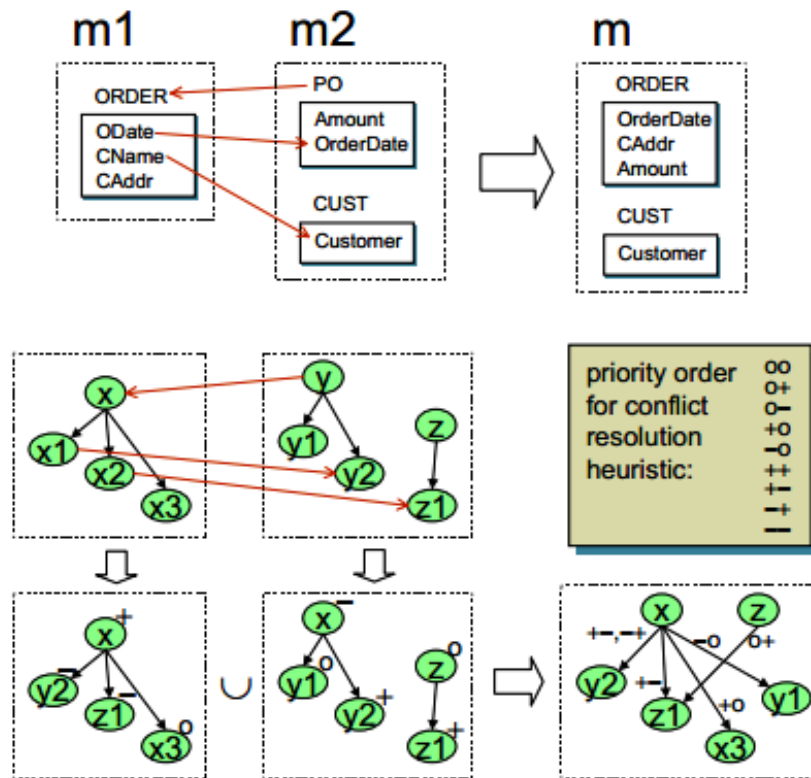 m1 m2 m
ORDER
ODate
CName
CAddr
PO
Amount
OrderDate
CUST
Customer
ORDER
OrderDate
CAddr
Amount
CUST
Customer
x
x1
x2
x3
y
y1
y2
z
z1
priority order
for conflict
resolution
heuristic:
oo
o+
o−
+o
−o
++
+−
−+
−−
x +
y2 −
z1 −
x3 o
∪
x −
y1 o
y2 +
z o
z1 +
x z
+−,−+ −o o+
y2 +− z1 +o y1
x3